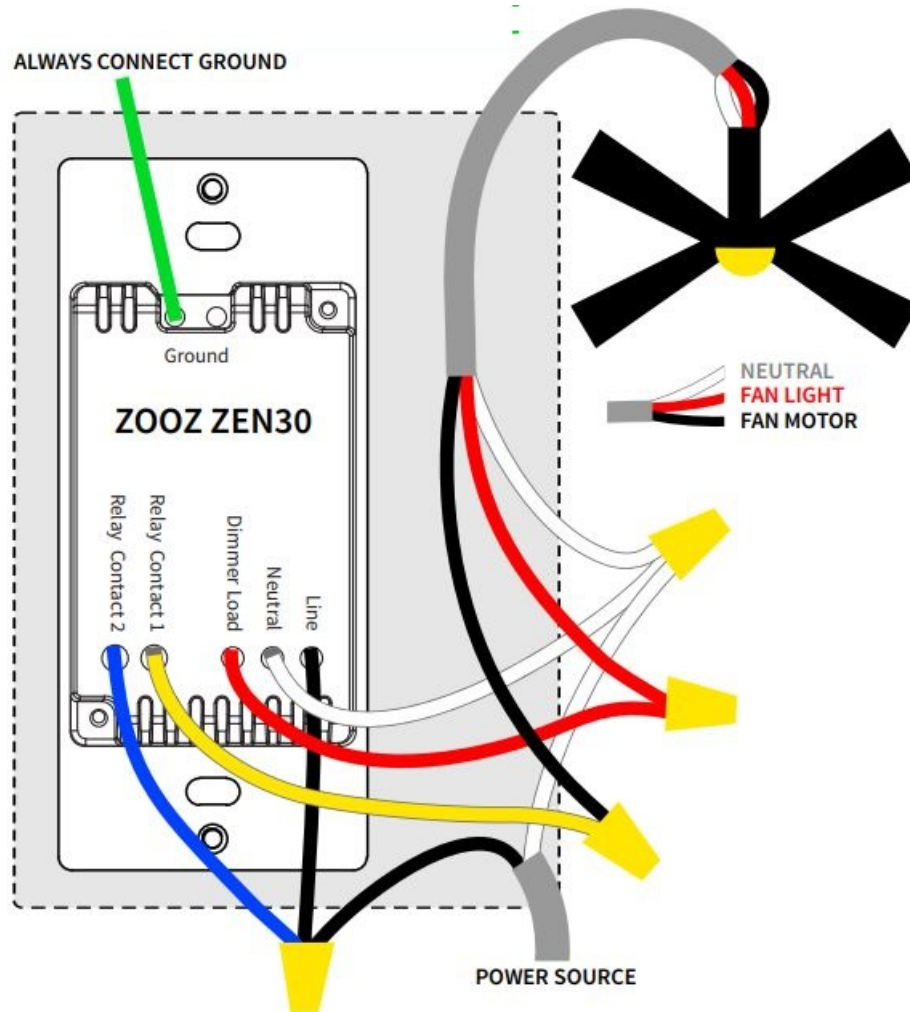 ALWAYS CONNECT GROUND
Ground
ZOOZ ZEN30
Relay Contact 2
Relay Contact 1
Dimmer Load
Neutral
Line
NEUTRAL
FAN LIGHT
FAN MOTOR
POWER SOURCE